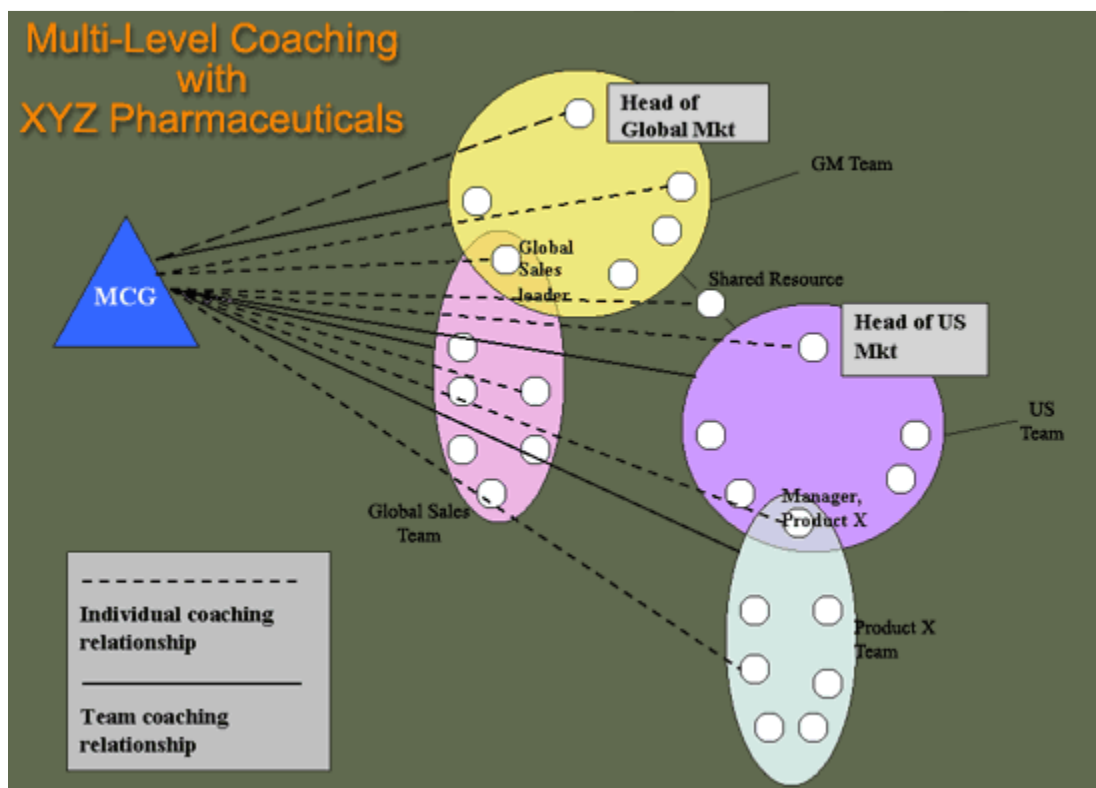 Multi-Level Coaching
with
XYZ Pharmaceuticals
Head of
Global Mkt
GM Team
Global
Sales
leader
Shared Resource
MCG
Head of US
Mkt
US
Team
Manager,
Product X
Global Sales
Team
Individual coaching
relationship
Team coaching
relationship
Product X
Team